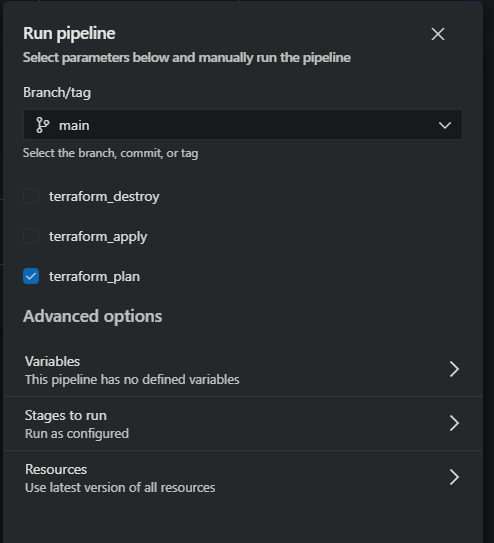 Run pipeline
Select parameters below and manually run the pipeline
Branch/tag
main
Select the branch, commit, or tag
terraform_destroy
terraform_apply
terraform_plan
Advanced options
Variables
This pipeline has no defined variables
Stages to run
Run as configured
Resources
Use latest version of all resources